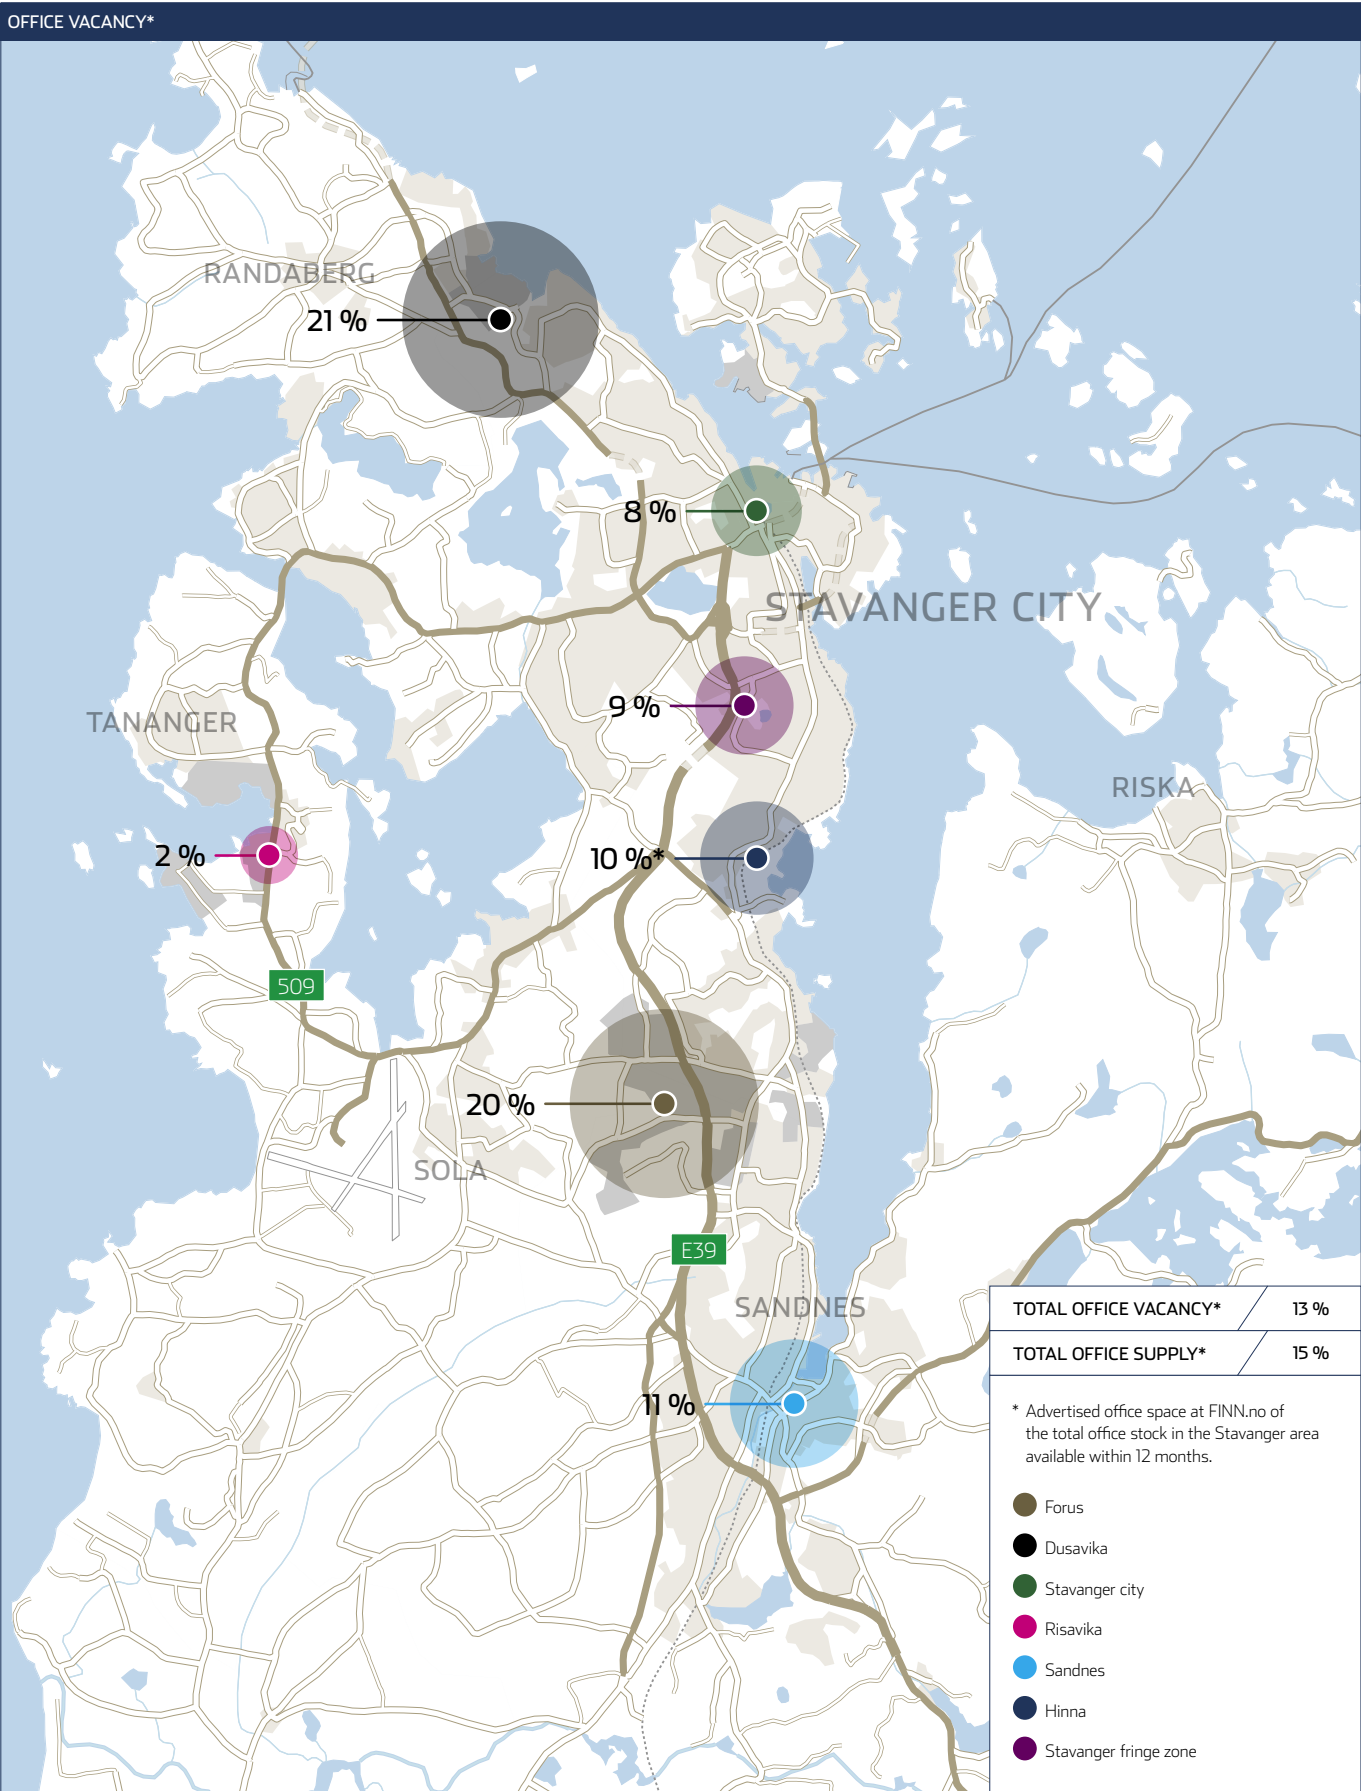 OFFICE VACANCY*
RANDABERG
21 %
8 %
STAVANGER CITY
9 %
TANANGER
RISKA
2 %
10 %*
509
20 %
SOLA
E39
SANDNES
TOTAL OFFICE VACANCY* 13 %
TOTAL OFFICE SUPPLY* 15 %
11 %
* Advertised office space at FINN.no of
the total office stock in the Stavanger area
available within 12 months.
Forus
Dusavika
Stavanger city
Risavika
Sandnes
Hinna
Stavanger fringe zone